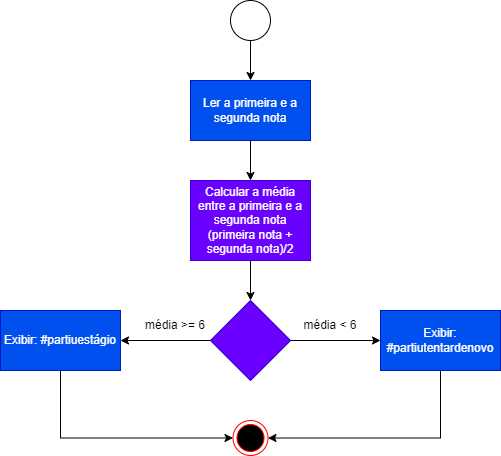 Ler a primeira e a
segunda nota
Calcular a média
entre a primeira e a
segunda nota
(primeira nota +
segunda nota)/2
média >= 6
média < 6
Exibir: #partiuestágio
Exibir:
#partiutentardenovo